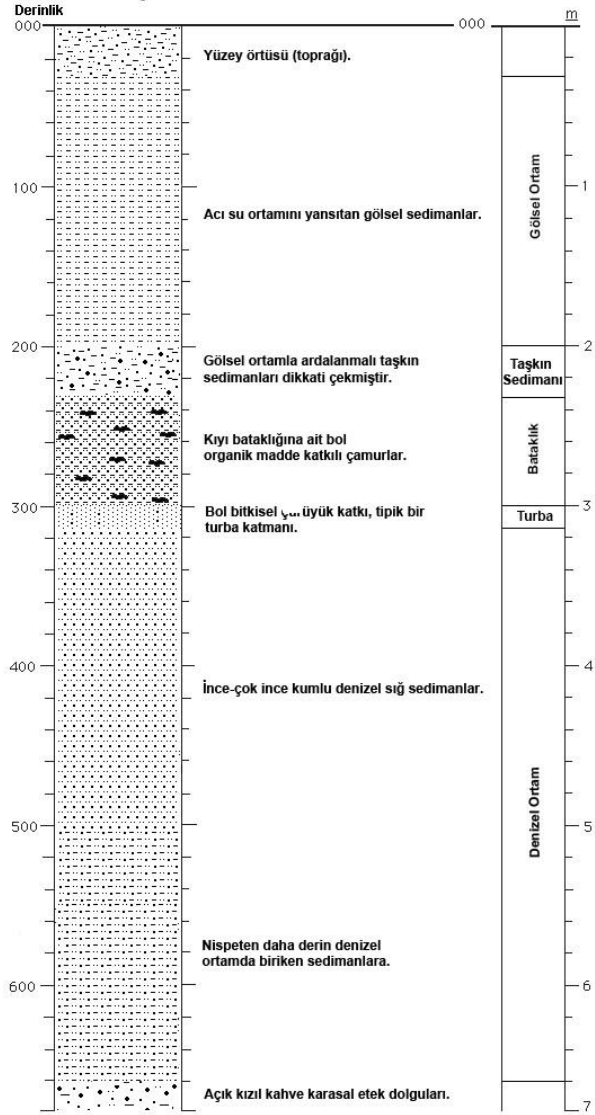 Derinlik
000
000
m
Yüzey örtüsü (toprağı).
100
Acı su ortamını yansıtan gölsel sedimanlar.
Gölsel Ortam
1
200
Gölsel ortamla ardalanmalı taşkın
sedimanları dikkati çekmiştir.
2
Taşkın
Sedimanı
Kıyı bataklığına ait bol
organik madde katkılı çamurlar.
Bataklık
300
Bol bitkisel katkı, tipik bir
turba katmanı.
3
Turba
400
İnce-çok ince kumlu denizel sığ sedimanlar.
4
500
Denizel Ortam
5
Nispeten daha derin denizel
ortamda biriken sedimanlara.
600
6
Açık kızıl kahve karasal etek dolguları.
7